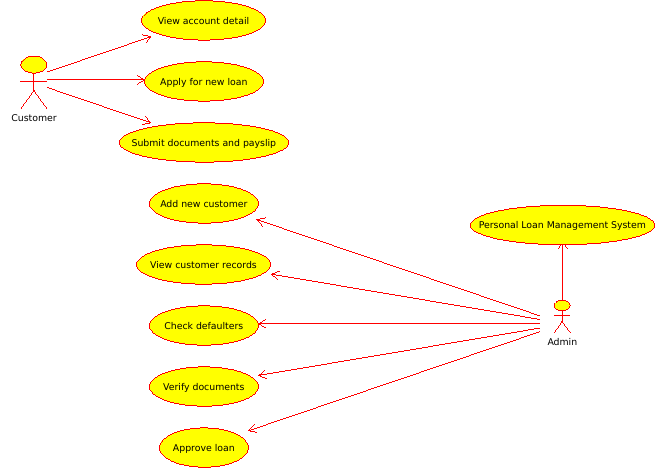 View account detail
Apply for new loan
Customer
Submit documents and payslip
Add new customer
Personal Loan Management System
View customer records
Check defaulters
Admin
Verify documents
Approve loan